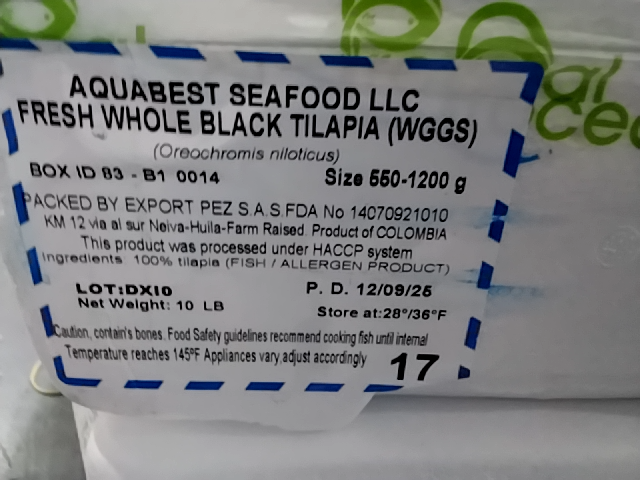 AQUABEST SEAFOOD LLC
FRESH WHOLE BLACK TILAPIA (WGGS)
(Oreochromis niloticus)
BOX ID 83 - B1 0014 Size 550-1200 g
PACKED BY EXPORT PEZ S.A.S.FDA No 14070921010
KM 12 via al sur Neiva-Huila-Farm Raised Product of COLOMBIA
This product was processed under HACCP system
Ingredients 100% tilapia (FISH / ALLERGEN PRODUCT)
LOT:DXI0 P. D. 12/09/25
Net Weight: 10 LB Store at:28°/36°F
Caution, contain's bones. Food Safety guidelines recommend cooking fish until internal
Temperature reaches 145ºF Appliances vary,adjust accordingly 17